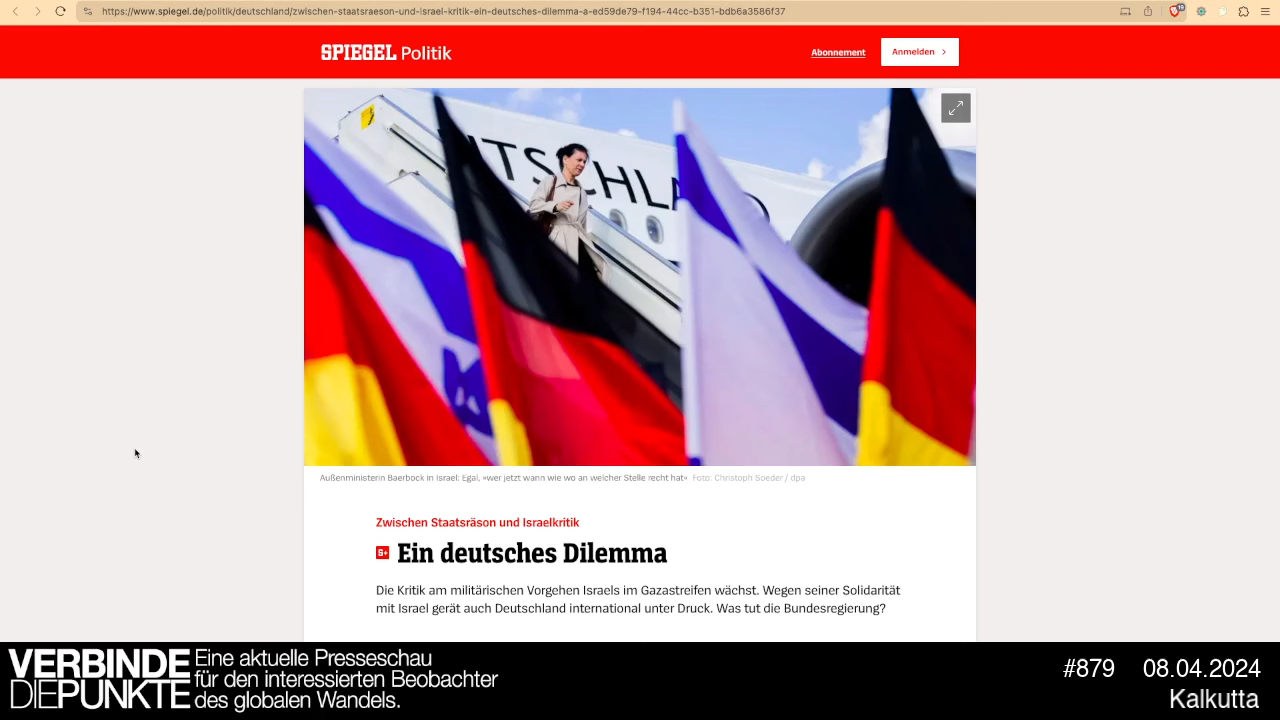 https://www.spiegel.de/politik/deutschland/zwischen-staatsraeson-und-israel-kritik-ein-deutsches-dilemma-a-ed59de79-f194-44cc-b351-bdb6a3586f37
SPIEGEL Politik
Abonnement
Anmelden
TSCHLA
Außenministerin Baerbock in Israel: Egal, »wer jetzt wann wie wo an welcher Stelle recht hat« Foto: Christoph Soeder / dpa
Zwischen Staatsräson und Israelkritik
S+ Ein deutsches Dilemma
Die Kritik am militärischen Vorgehen Israels im Gazastreifen wächst. Wegen seiner Solidarität
mit Israel gerät auch Deutschland international unter Druck. Was tut die Bundesregierung?
VERBINDE
DIEPUNKTE
Eine aktuelle Presseschau
für den interessierten Beobachter
des globalen Wandels.
#879 08.04.2024
Kalkutta